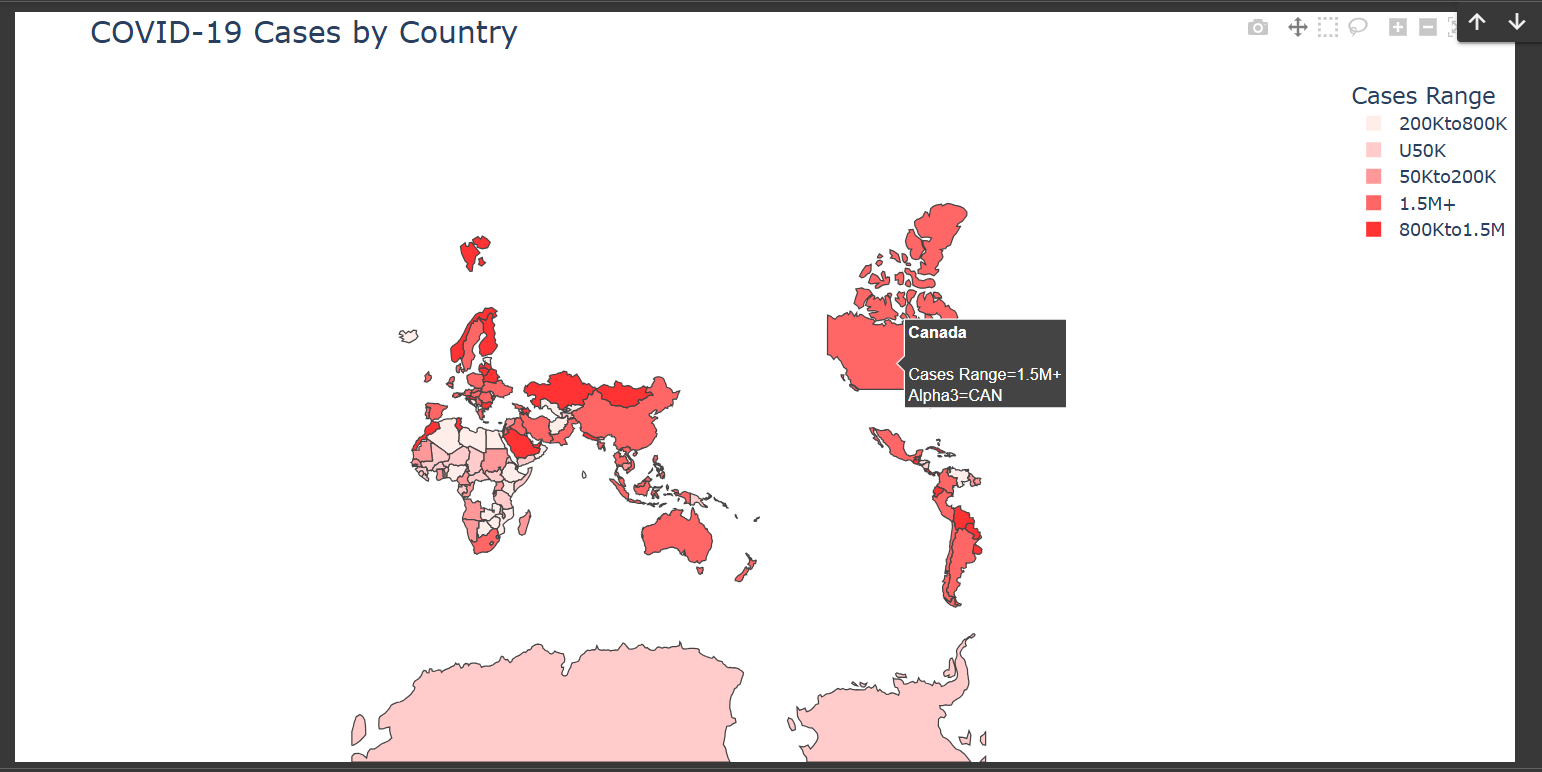 COVID-19 Cases by Country
Cases Range
200Kto800K
U50K
50Kto200K
1.5M+
800Kto1.5M
Canada
Cases Range=1.5M+
Alpha3=CAN